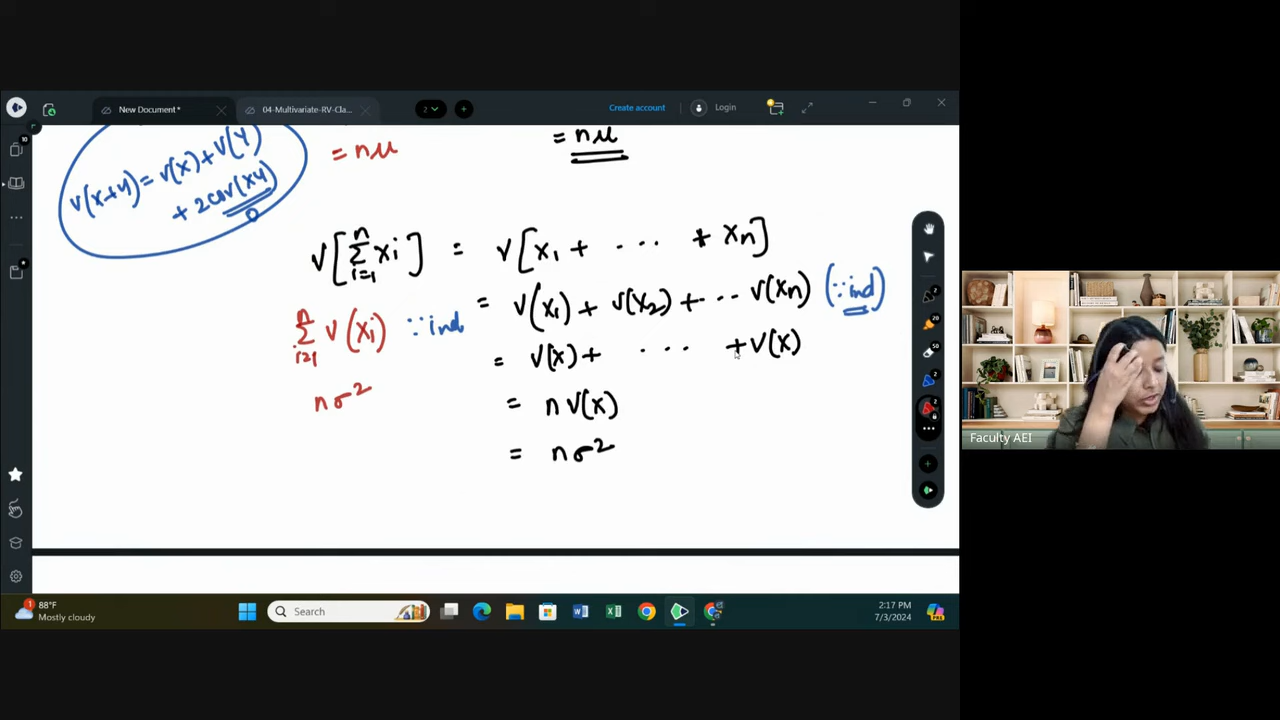 New Document* 04-Multivariate-RV-Cla... 2 Create account Login
V(X+Y) = V(X) + V(Y)
+ 2cov(XY)
0
= nμ
= nμ
V[∑ᵢ₌₁ⁿ Xi] = V[X₁ + ... + Xn]
= V(X₁) + V(X₂) + ... V(Xn) (∵ind)
∑ᵢ₌₁ⁿ V(Xi) ∵ind
= V(X) + ... + V(X)
nσ²
= n V(X)
= nσ²
Faculty AEI
88°F
Mostly cloudy
Search
2:17 PM
7/3/2024